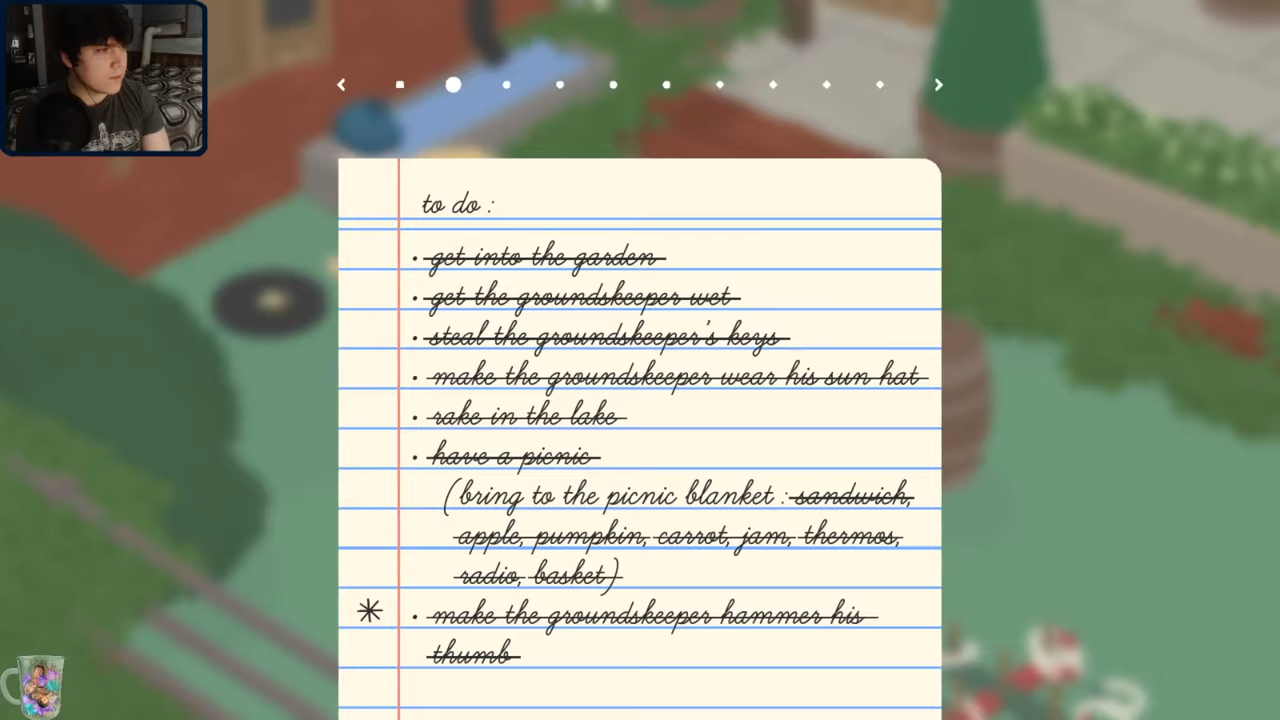 to do :
• get into the garden
• get the groundskeeper wet
• steal the groundskeeper's keys
• make the groundskeeper wear his sun hat
• rake in the lake
• have a picnic
(bring to the picnic blanket : sandwich,
apple, pumpkin, carrot, jam, thermos,
radio, basket)
• make the groundskeeper hammer his
thumb